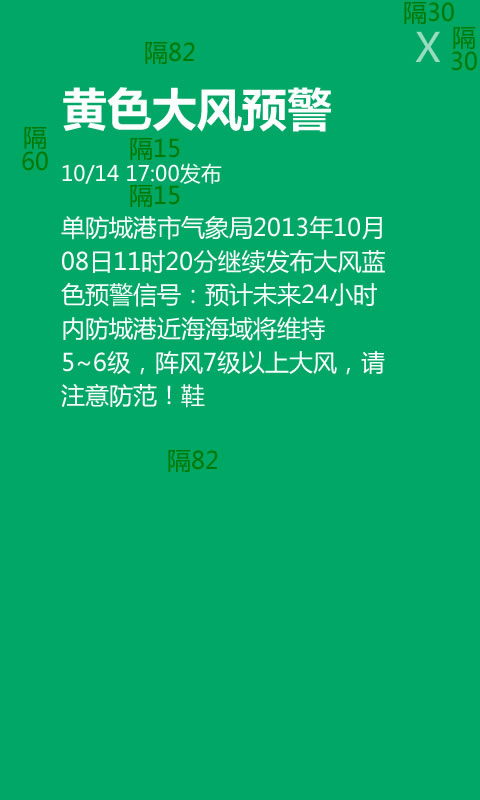 隔30
X
隔
30
隔82
黄色大风预警
隔
60
隔15
10/14 17:00发布
隔15
单防城港市气象局2013年10月
08日11时20分继续发布大风蓝
色预警信号：预计未来24小时
内防城港近海海域将维持
5~6级，阵风7级以上大风，请
注意防范！鞋
隔82